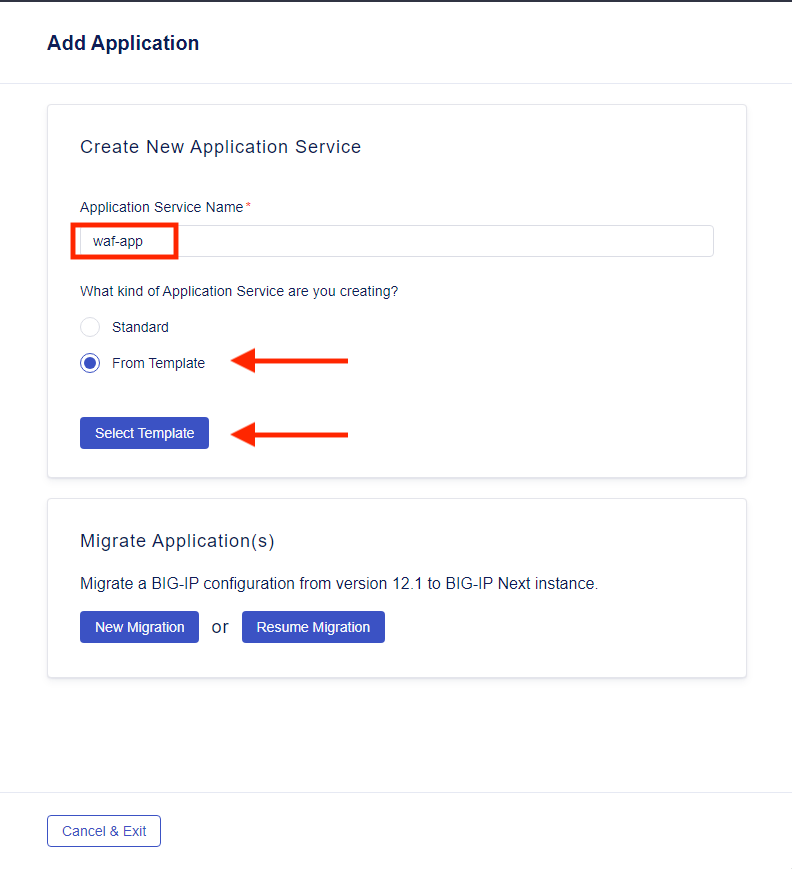 Add Application
Create New Application Service
Application Service Name*
waf-app
What kind of Application Service are you creating?
Standard
From Template
Select Template
Migrate Application(s)
Migrate a BIG-IP configuration from version 12.1 to BIG-IP Next instance.
New Migration or Resume Migration
Cancel & Exit